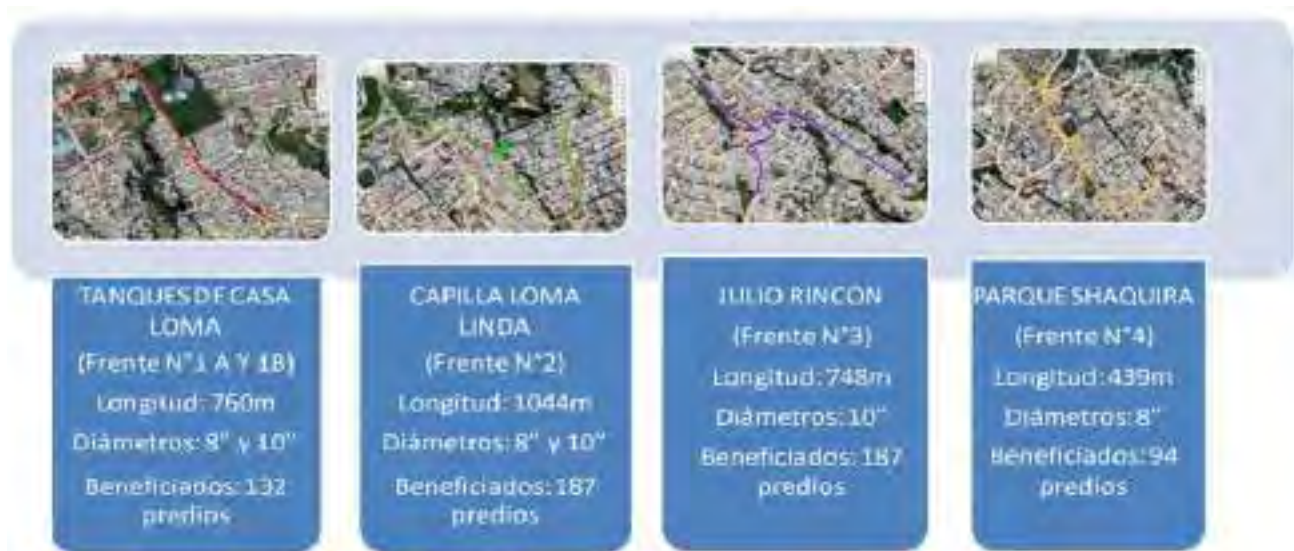 TANQUES DE CASA
LOMA
(Frente N°1 A Y 1B)
Longitud: 760m
Diámetros: 8" y 10"
Beneficiados: 132
predios
CAPILLA LOMA
LINDA
(Frente N°2)
Longitud: 1044m
Diámetros: 8" y 10"
Beneficiados: 187
predios
JULIO RINCON
(Frente N°3)
Longitud: 748m
Diámetros: 10"
Beneficiados: 187
predios
PARQUE SHAQUIRA
(Frente N°4)
Longitud: 439m
Diámetros: 8"
Beneficiados: 94
predios